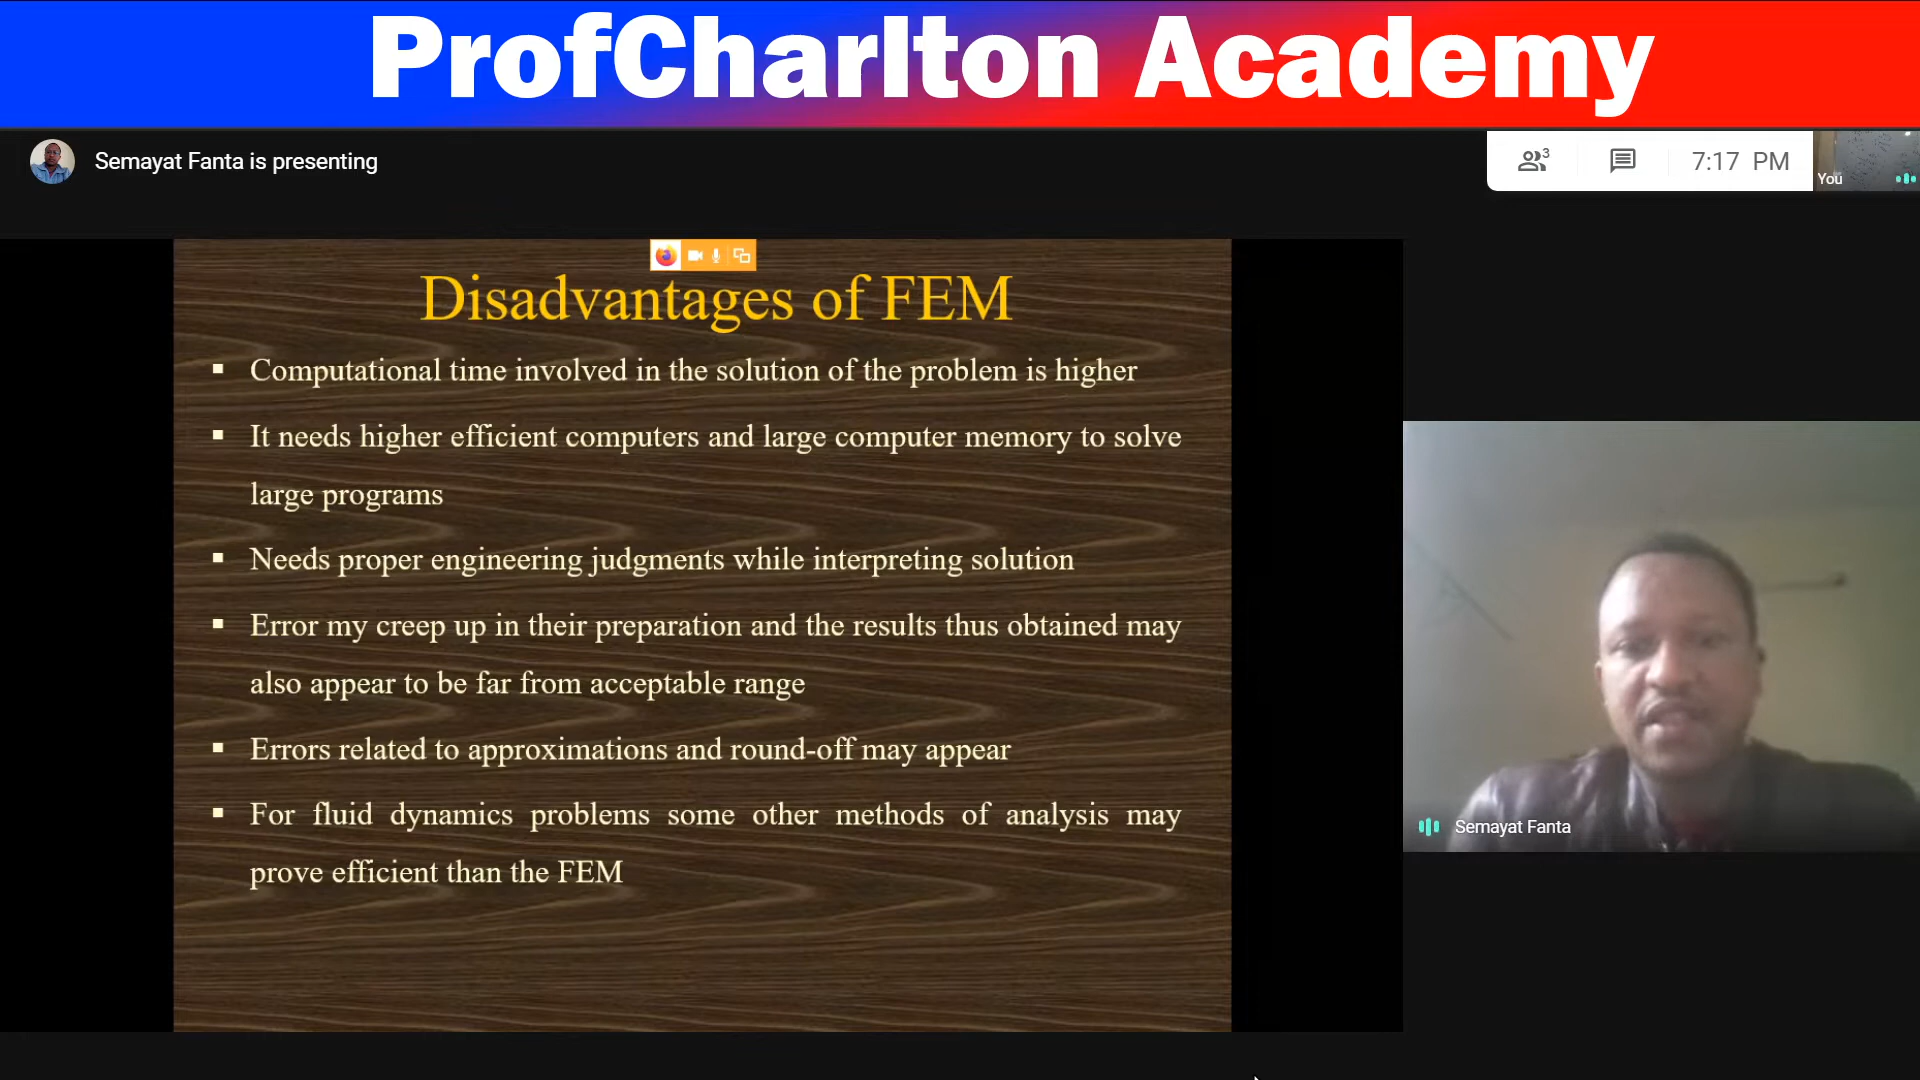 ProfCharlton Academy
Semayat Fanta is presenting
3
7:17 PM
You
Disadvantages of FEM
Computational time involved in the solution of the problem is higher
It needs higher efficient computers and large computer memory to solve
large programs
Needs proper engineering judgments while interpreting solution
Error my creep up in their preparation and the results thus obtained may
also appear to be far from acceptable range
Errors related to approximations and round-off may appear
For fluid dynamics problems some other methods of analysis may
prove efficient than the FEM
Semayat Fanta